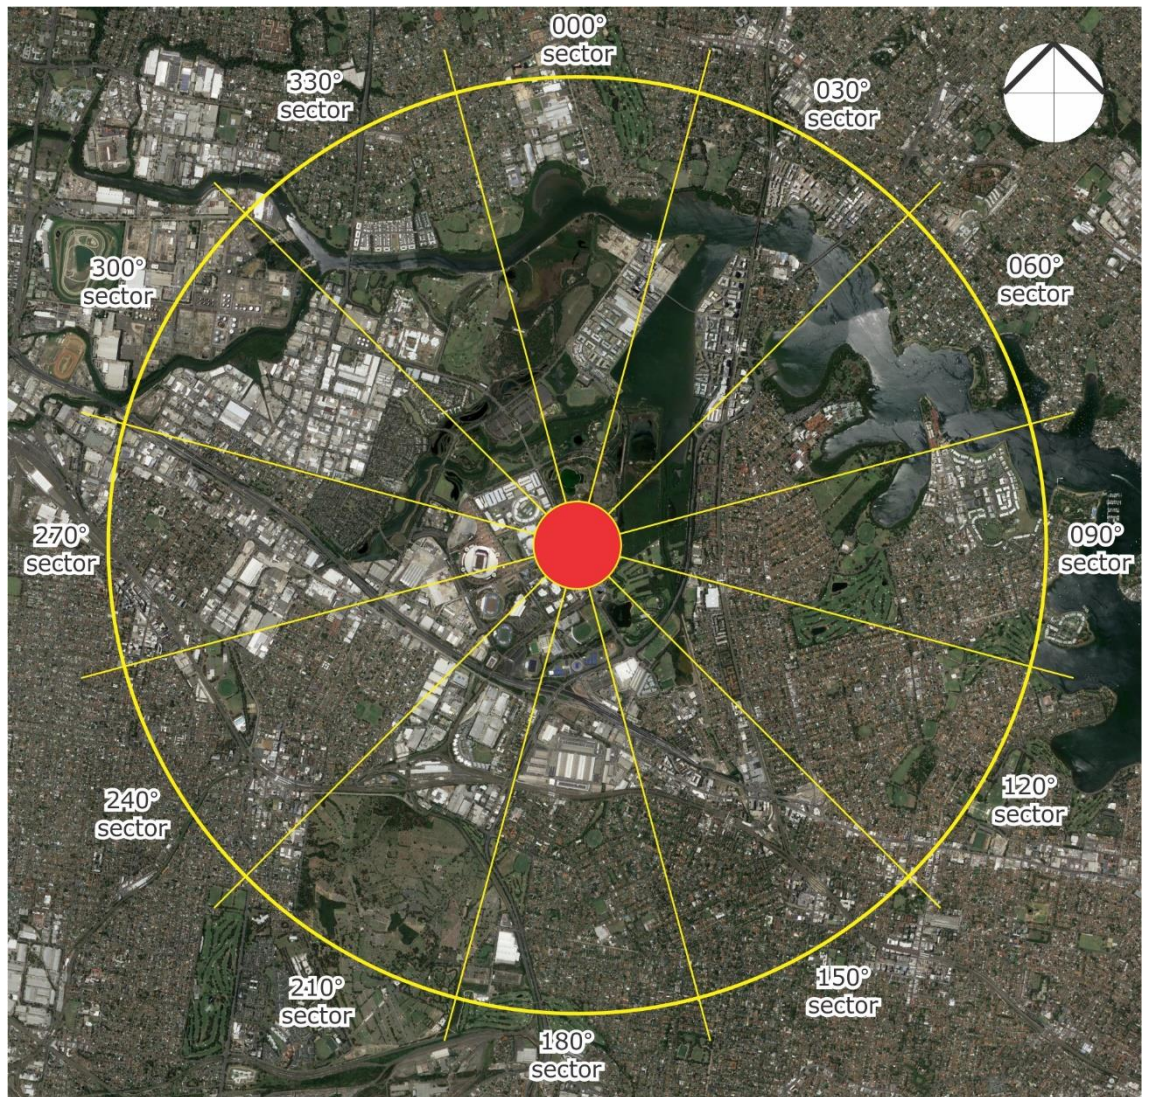 000°
sector
030°
sector
060°
sector
090°
sector
120°
sector
150°
sector
180°
sector
210°
sector
240°
sector
270°
sector
300°
sector
330°
sector